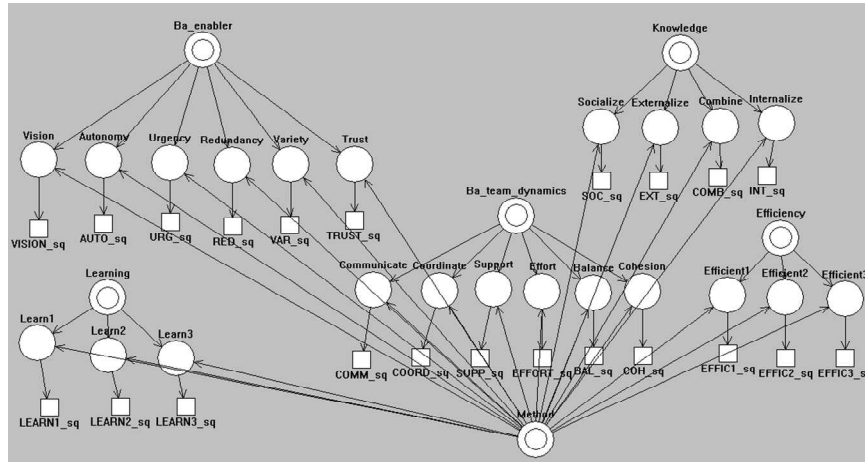 Ba_enabler
Knowledge
Socialize Externalize Combine Internalize
Vision Autonomy Urgency Redundancy Variety Trust
SOC_sq EXT_sq COMB_sq INT_sq
Ba_team_dynamics
VISION_sq AUTO_sq URG_sq RED_sq VAR_sq TRUST_sq
Efficiency
Learning
Communicate Coordinate Support Effort Balance Cohesion
Efficient1 Efficient2 Efficient3
Learn1 Learn2 Learn3
COMM_sq COORD_sq SUPP_sq EFFORT_sq BAL_sq COH_sq
EFFIC1_sq EFFIC2_sq EFFIC3_s
LEARN1_sq LEARN2_sq LEARN3_sq
Method